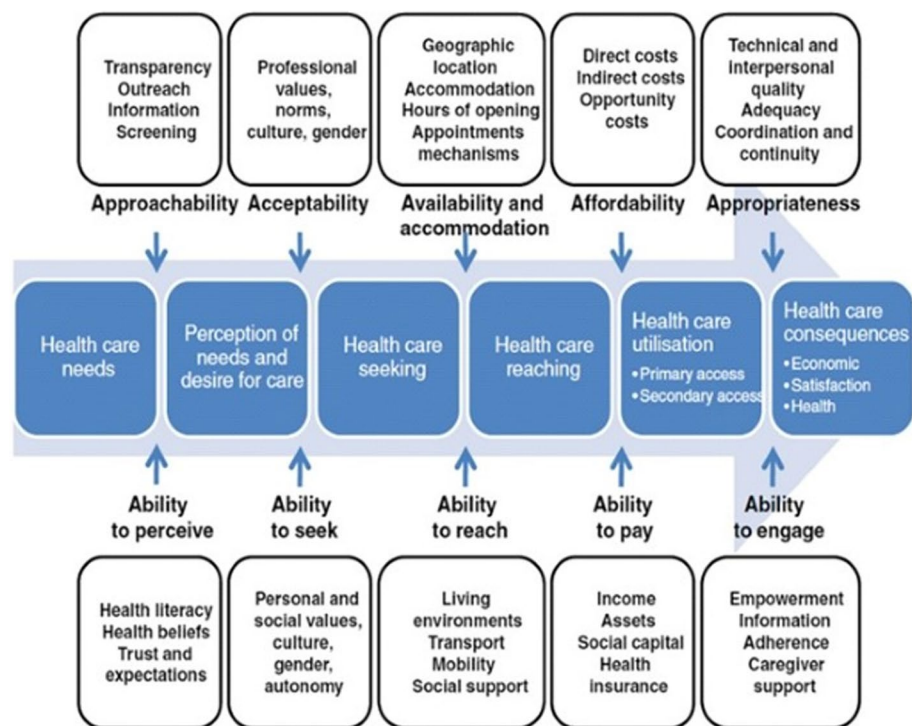 Transparency
Outreach
Information
Screening
Professional
values,
norms,
culture, gender
Geographic
location
Accommodation
Hours of opening
Appointments
mechanisms
Direct costs
Indirect costs
Opportunity
costs
Technical and
interpersonal
quality
Adequacy
Coordination and
continuity
Approachability
Acceptability
Availability and
accommodation
Affordability
Appropriateness
Health care
needs
Perception of
needs and
desire for care
Health care
seeking
Health care
reaching
Health care
utilisation
•Primary access
•Secondary access
Health care
consequences
•Economic
•Satisfaction
•Health
Ability
to perceive
Ability
to seek
Ability
to reach
Ability
to pay
Ability
to engage
Health literacy
Health beliefs
Trust and
expectations
Personal and
social values,
culture,
gender,
autonomy
Living
environments
Transport
Mobility
Social support
Income
Assets
Social capital
Health
insurance
Empowerment
Information
Adherence
Caregiver
support